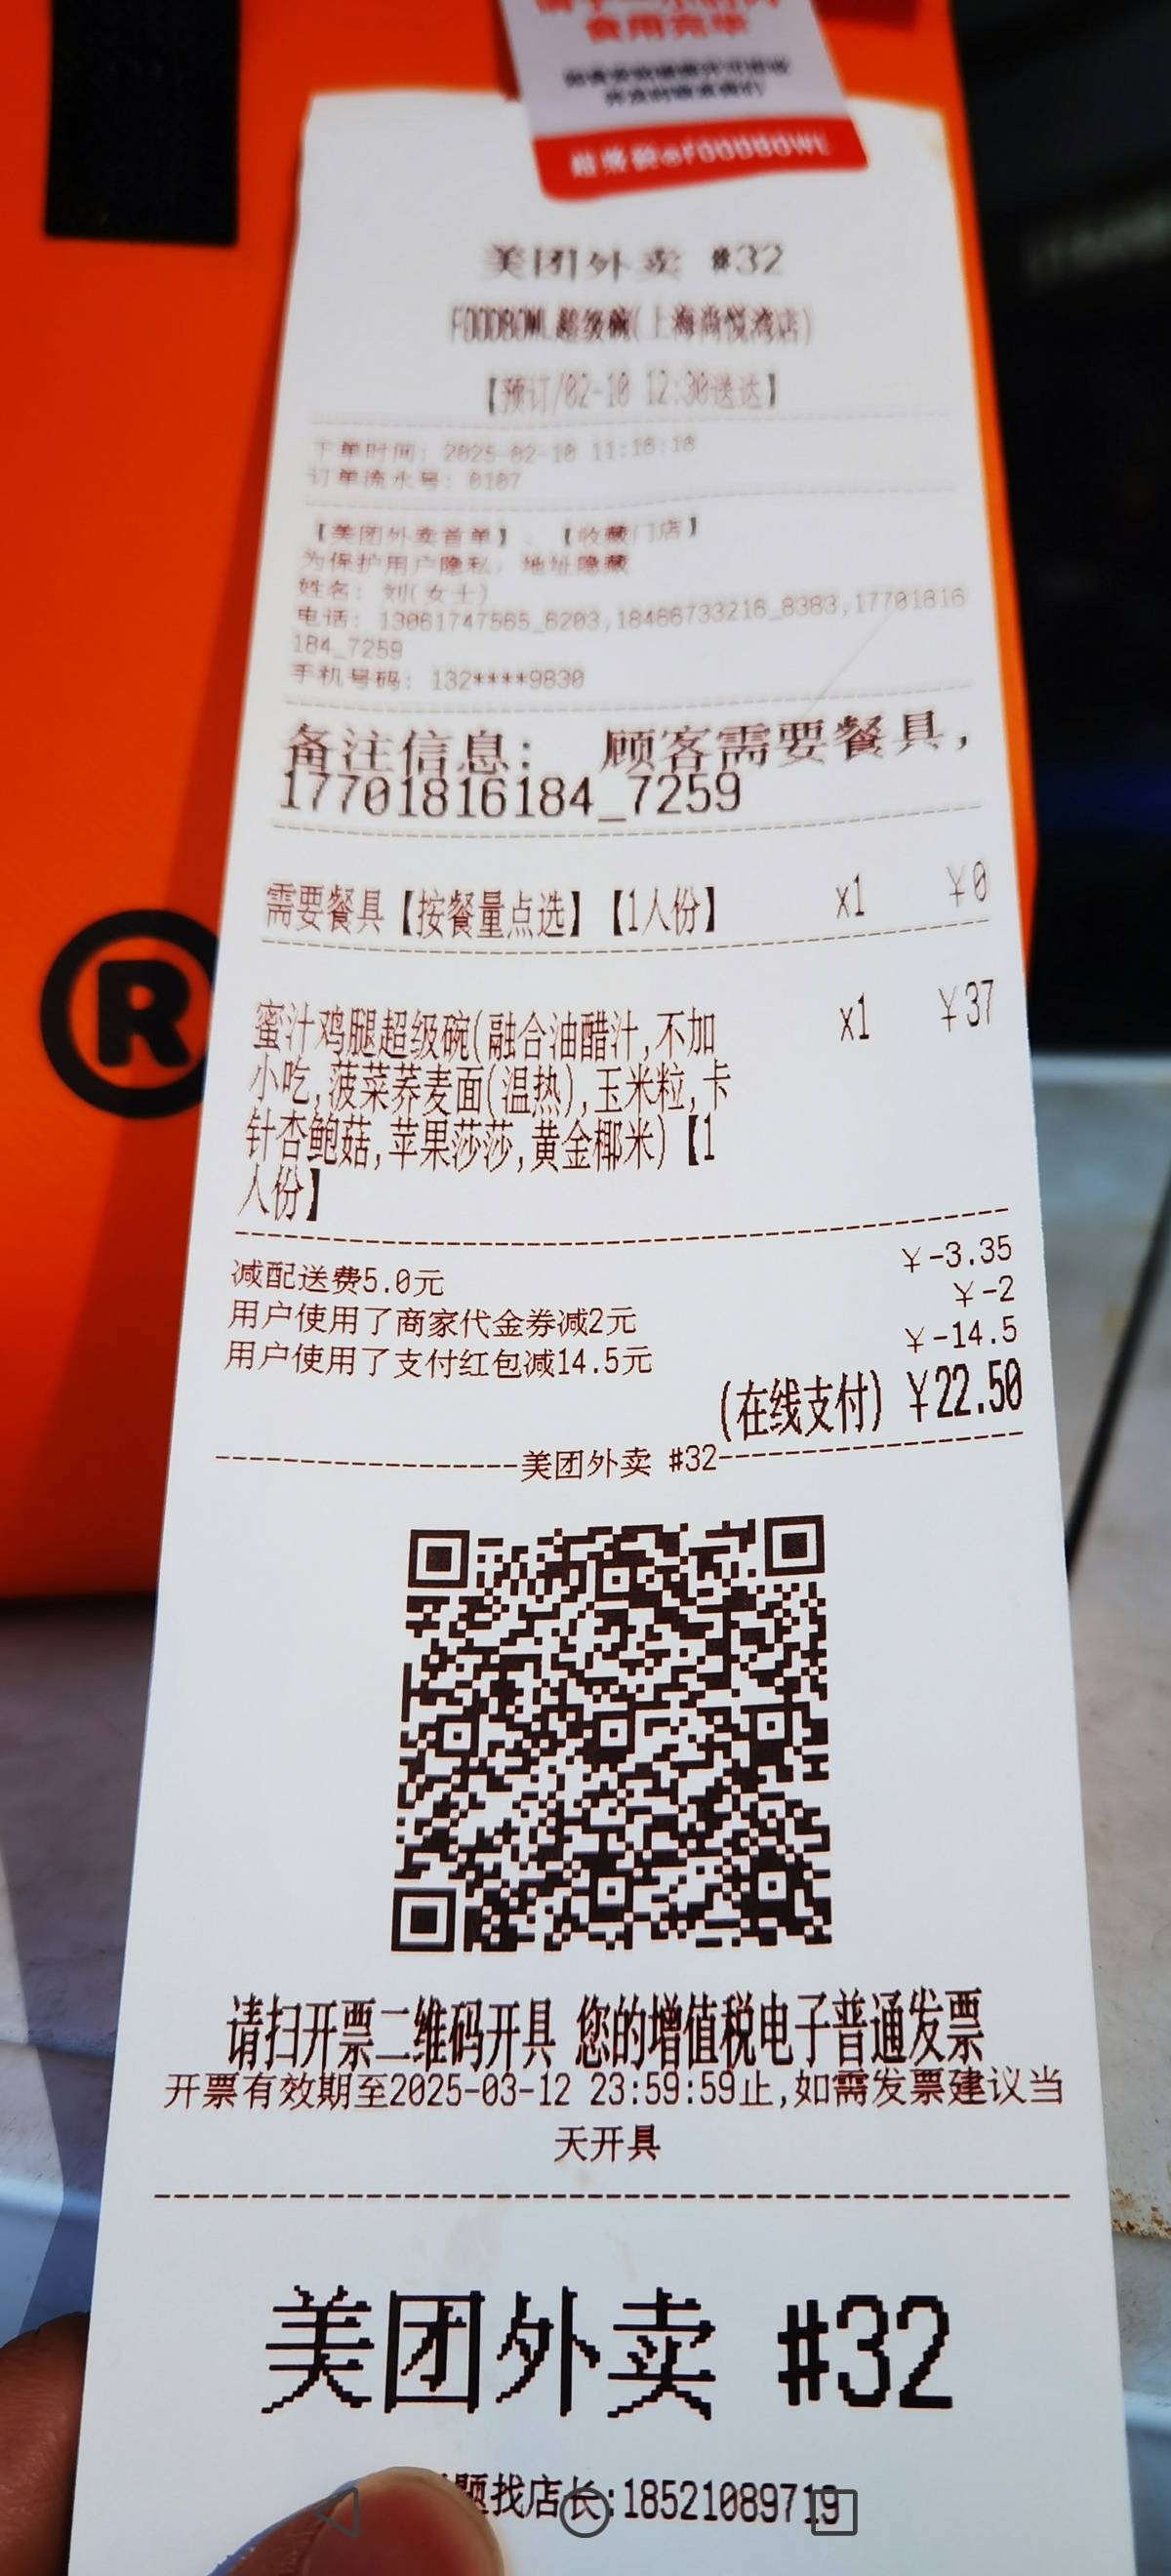 食用完毕
超级碗@FOODBOWL
美团外卖 #32
FOODBOWL超级碗(上海尚悦湾店)
【预订/02-10 12:30送达】
下单时间: 2025-02-10 11:18:18
订单流水号: 0107
【美团外卖首单】、【收藏门店】
为保护用户隐私, 地址隐藏
姓名: 刘(女士)
电话: 13061747565_6203,18466733216_8383,17701816
184_7259
手机号码: 132****9830
备注信息: 顾客需要餐具,
17701816184_7259
需要餐具【按餐量点选】【1人份】 x1 ¥0
蜜汁鸡腿超级碗(融合油醋汁,不加 x1 ¥37
小吃,菠菜荞麦面(温热),玉米粒,卡
针杏鲍菇,苹果莎莎,黄金椰米)【1
人份】
减配送费5.0元 ¥-3.35
用户使用了商家代金券减2元 ¥-2
用户使用了支付红包减14.5元 ¥-14.5
(在线支付) ¥22.50
美团外卖 #32
请扫开票二维码开具 您的增值税电子普通发票
开票有效期至2025-03-12 23:59:59止,如需发票建议当
天开具
美团外卖 #32
题找店长:18521089719
®